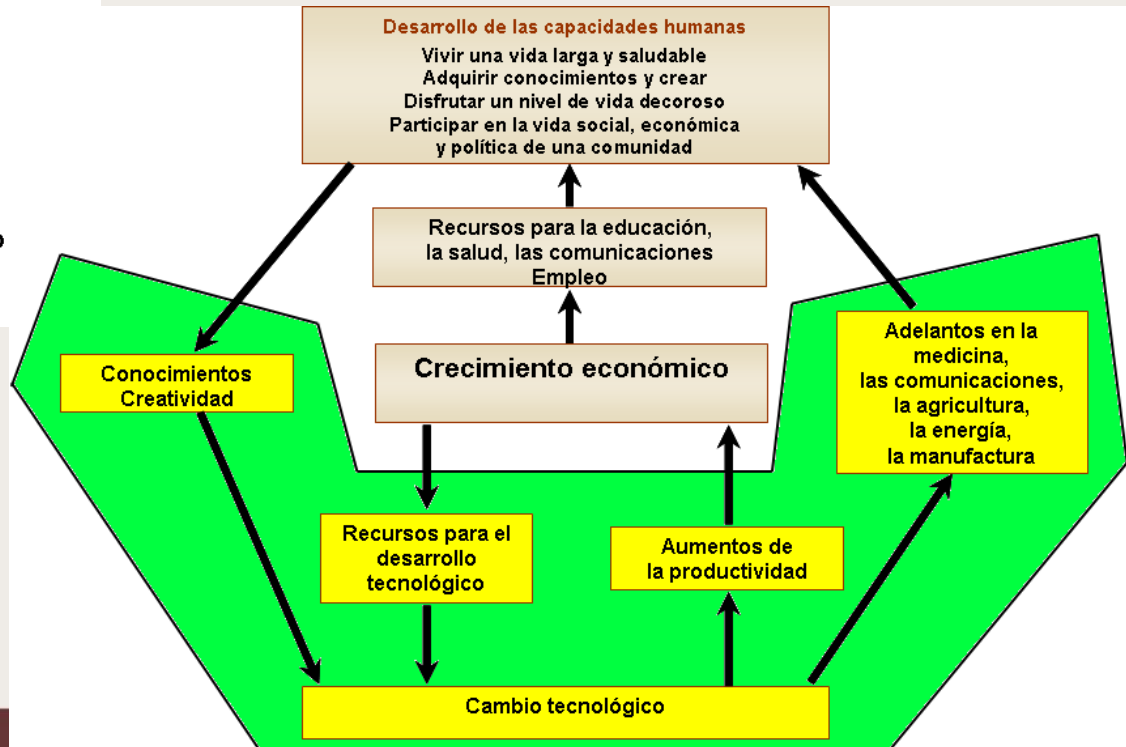 Desarrollo de las capacidades humanas
Vivir una vida larga y saludable
Adquirir conocimientos y crear
Disfrutar un nivel de vida decoroso
Participar en la vida social, económica
y política de una comunidad
Recursos para la educación,
la salud, las comunicaciones
Empleo
Crecimiento económico
Conocimientos
Creatividad
Adelantos en la
medicina,
las comunicaciones,
la agricultura,
la energía,
la manufactura
Recursos para el
desarrollo
tecnológico
Aumentos de
la productividad
Cambio tecnológico